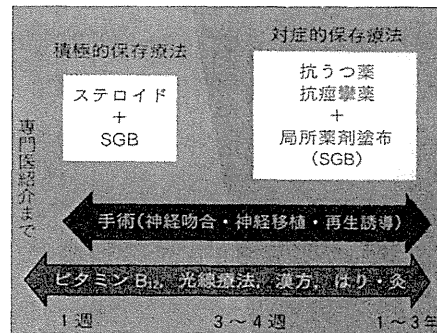 積極的保存療法
対症的保存療法
ステロイド
+
SGB
抗うつ薬
抗痙攣薬
+
局所薬剤塗布
(SGB)
専門医紹介まで
手術(神経吻合・神経移植・再生誘導)
ビタミンB₁₂, 光線療法, 漢方, はり・灸
1週
3〜4週
1〜3年